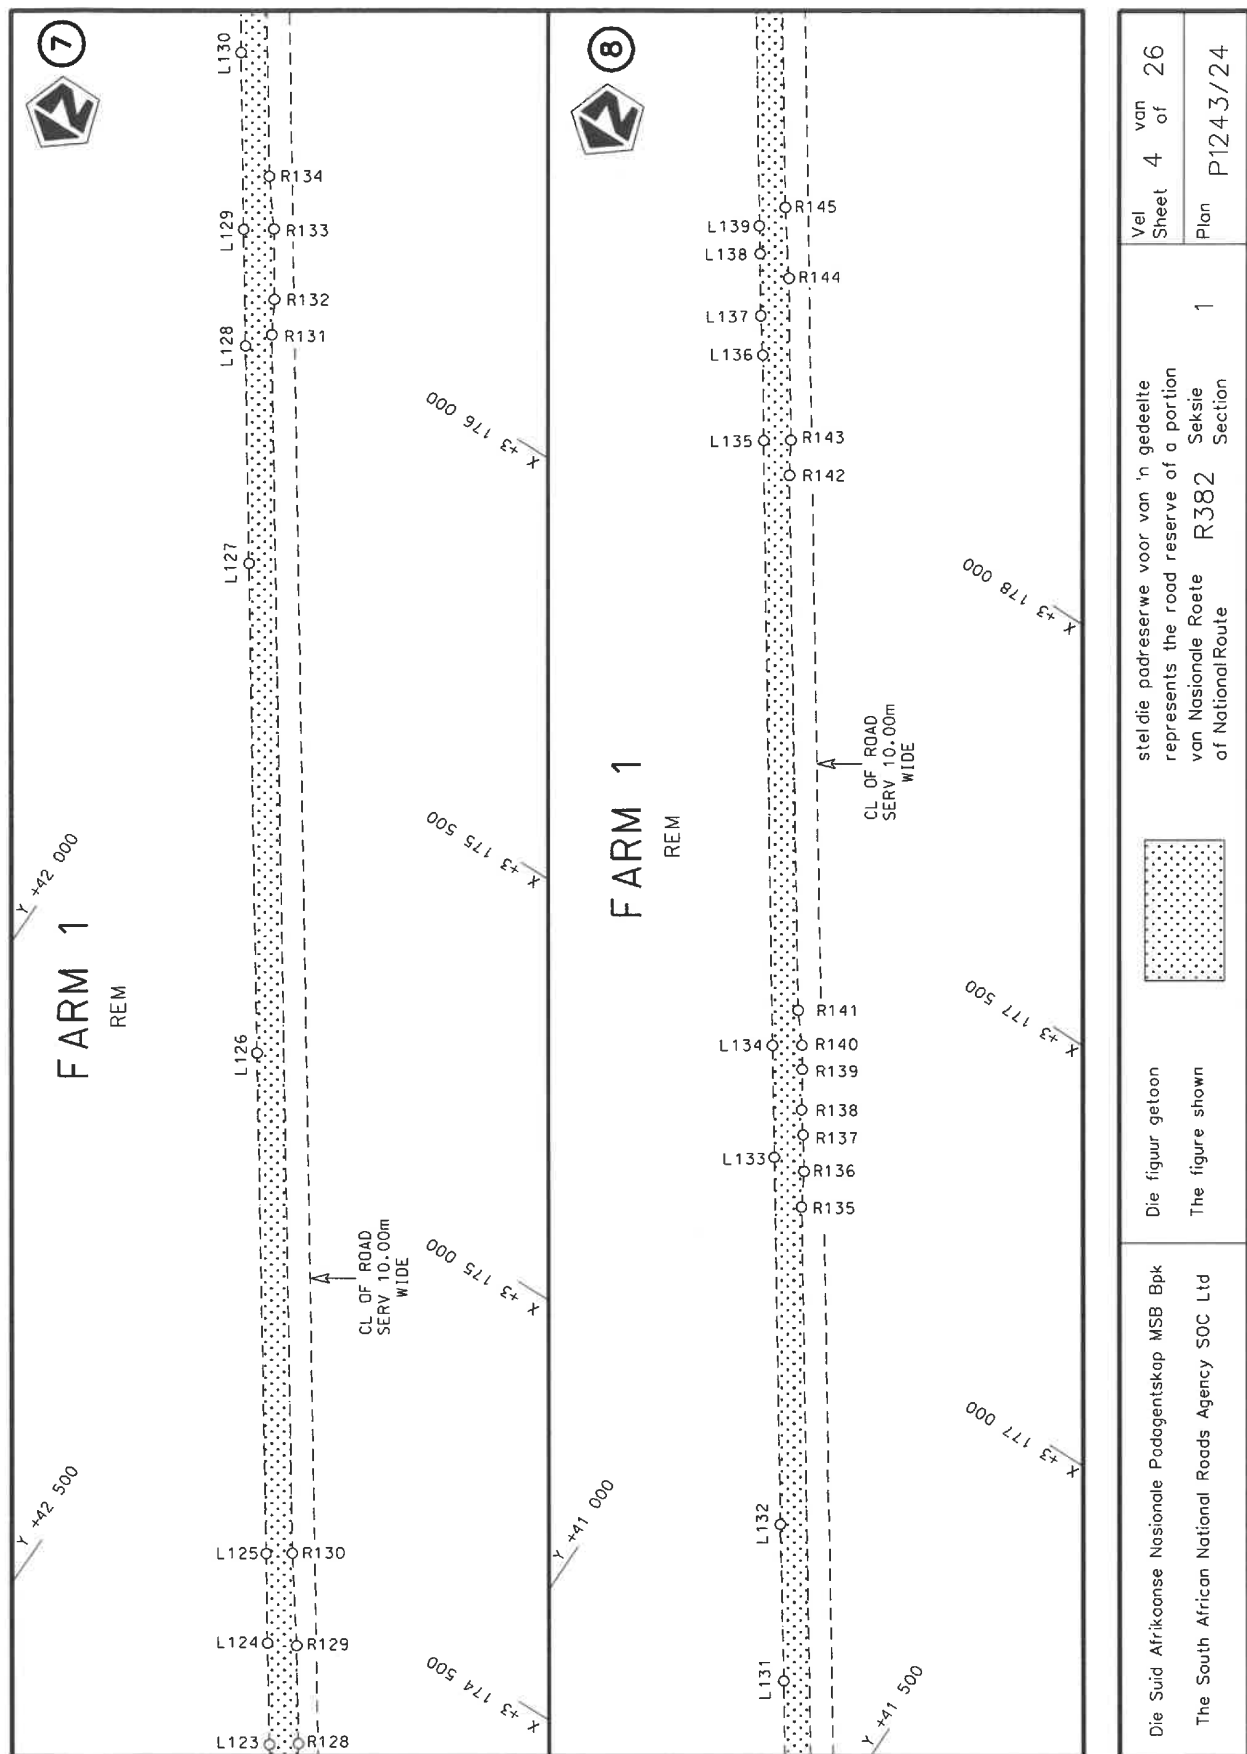 7
L130
R134
L129
R133
R132
L128
R131
X +3 176 000
L127
Y +42 000
X +3 175 500
FARM 1
REM
L126
CL OF ROAD
SERV 10.00m
WIDE
X +3 175 000
Y +42 500
L125
R130
L124
R129
X +3 174 500
L123
R128
8
R145
L139
L138
R144
L137
L136
L135
R143
R142
X +3 178 000
FARM 1
REM
CL OF ROAD
SERV 10.00m
WIDE
R141
L134
R140
R139
X +3 177 500
R138
R137
L133
R136
R135
X +3 177 000
L132
Y +41 000
L131
Y +41 500
Die Suid Afrikaanse Nasionale Padagentskap MSB Bpk
The South African National Roads Agency SOC Ltd
Die figuur getoon
The figure shown
stel die padreserwe voor van 'n gedeelte
represents the road reserve of a portion
van Nasionale Roete R382 Seksie 1
of National Route Section
Vel 4 van 26
Sheet of
Plan P1243/24